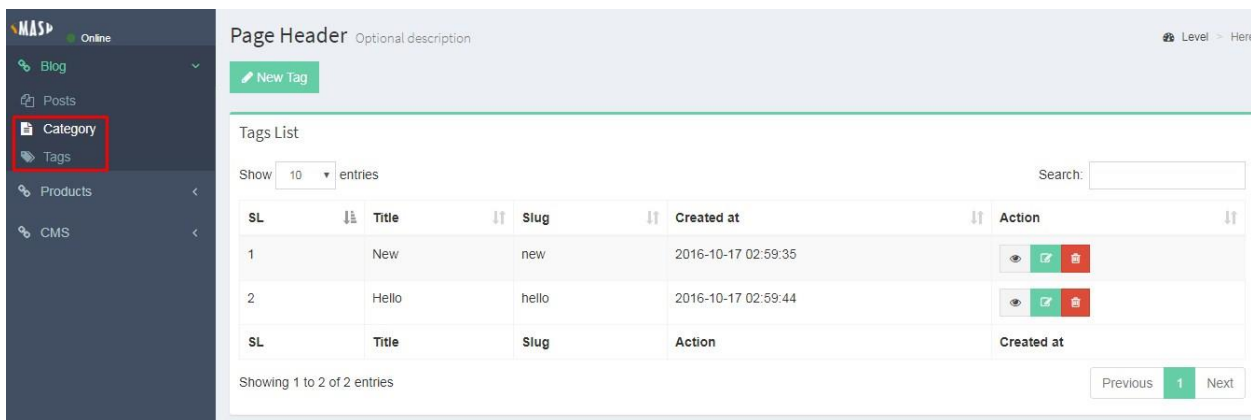 SMASP
Online
Page Header Optional description
Level > Here
Blog
New Tag
Posts
Category
Tags List
Tags
Show 10 entries
Search:
Products
SL Title Slug Created at Action
CMS
1 New new 2016-10-17 02:59:35
2 Hello hello 2016-10-17 02:59:44
SL Title Slug Action Created at
Showing 1 to 2 of 2 entries
Previous 1 Next